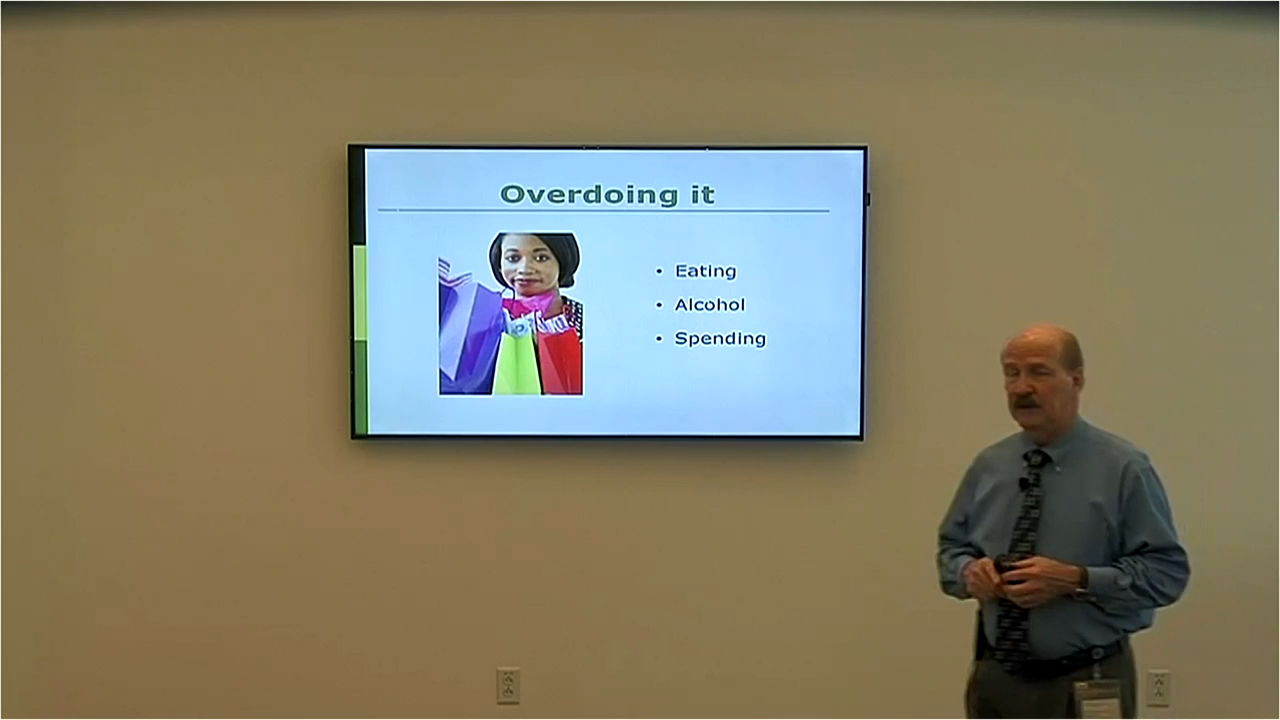 Overdoing it
• Eating
• Alcohol
• Spending